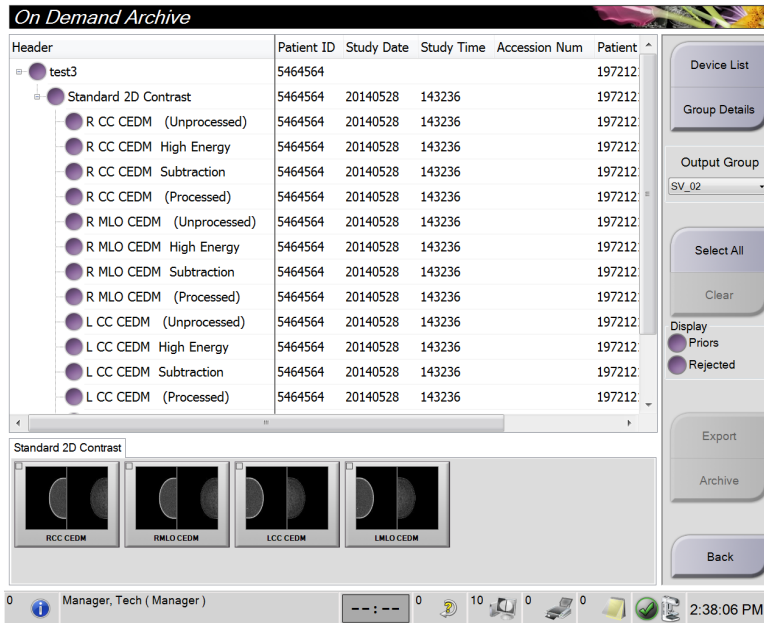 On Demand Archive
Header Patient ID Study Date Study Time Accession Num Patient
test3 5464564 197212
Standard 2D Contrast 5464564 20140528 143236 197212
R CC CEDM (Unprocessed) 5464564 20140528 143236 197212
R CC CEDM High Energy 5464564 20140528 143236 197212
R CC CEDM Subtraction 5464564 20140528 143236 197212
R CC CEDM (Processed) 5464564 20140528 143236 197212
R MLO CEDM (Unprocessed) 5464564 20140528 143236 197212
R MLO CEDM High Energy 5464564 20140528 143236 197212
R MLO CEDM Subtraction 5464564 20140528 143236 197212
R MLO CEDM (Processed) 5464564 20140528 143236 197212
L CC CEDM (Unprocessed) 5464564 20140528 143236 197212
L CC CEDM High Energy 5464564 20140528 143236 197212
L CC CEDM Subtraction 5464564 20140528 143236 197212
L CC CEDM (Processed) 5464564 20140528 143236 197212
Device List
Group Details
Output Group
SV_02
Select All
Clear
Display
Priors
Rejected
Export
Archive
Back
Standard 2D Contrast
RCC CEDM RMLO CEDM LCC CEDM LMLO CEDM
0 Manager, Tech ( Manager ) --:-- 0 10 0 0 2:38:06 PM